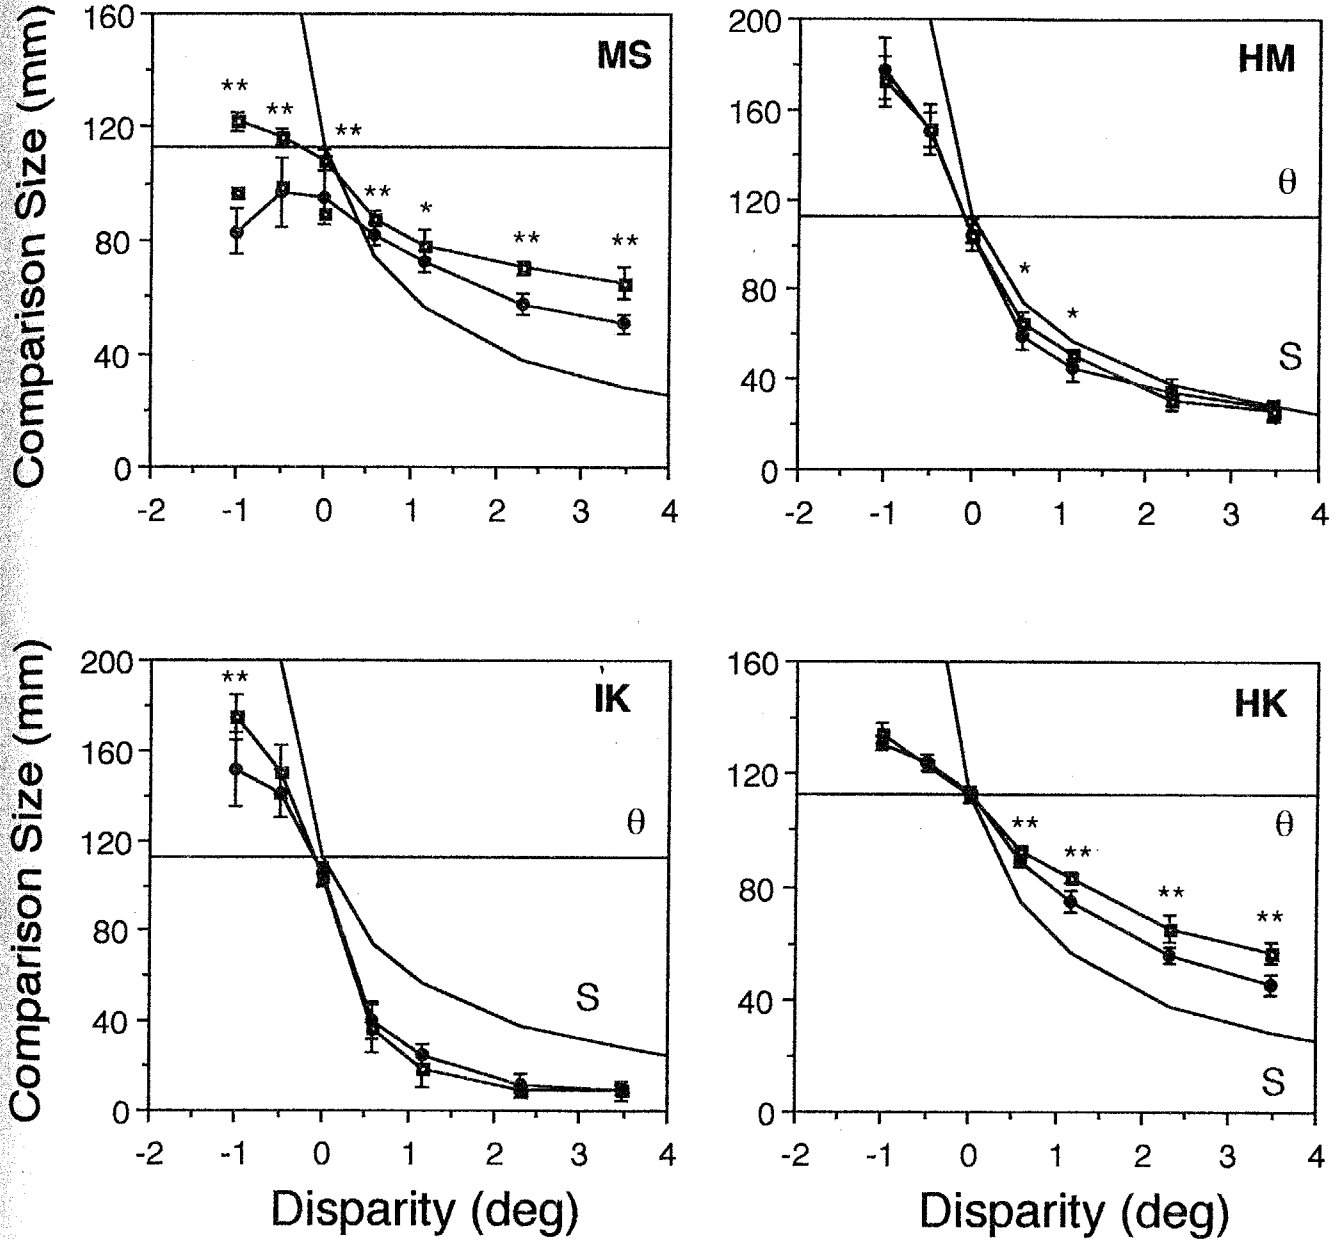 Comparison Size (mm)
160
120
80
40
0
-2 -1 0 1 2 3 4
MS
** ** ** ** * ** **
200
160
120
80
40
0
-2 -1 0 1 2 3 4
HM
θ
* *
S
Comparison Size (mm)
200
160
120
80
40
0
-2 -1 0 1 2 3 4
Disparity (deg)
IK
**
θ
S
160
120
80
40
0
-2 -1 0 1 2 3 4
Disparity (deg)
HK
θ
** ** ** **
S